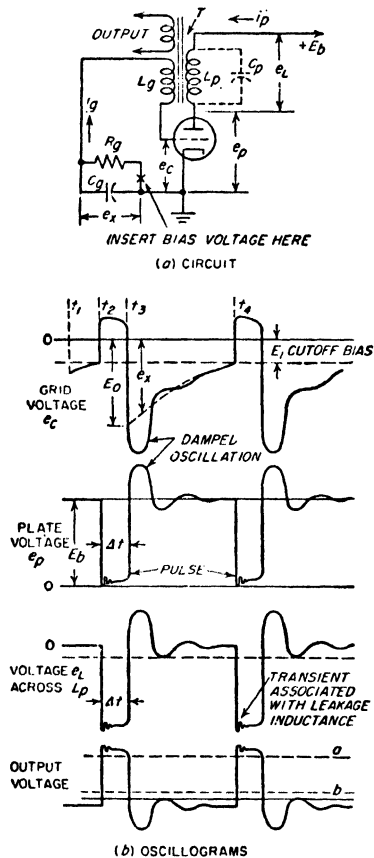 OUTPUT
T
ip
+Eb
Lg
Lp
Cp
eL
ig
Rg
ep
ec
Cg
ex
INSERT BIAS VOLTAGE HERE
(a) CIRCUIT
t1 t2 t3 t4
0
E1 CUTOFF BIAS
E0
ex
GRID
VOLTAGE
ec
DAMPEL
OSCILLATION
PLATE
VOLTAGE
ep
Eb
Δt
PULSE
0
0
VOLTAGE eL
ACROSS Lp
Δt
TRANSIENT
ASSOCIATED
WITH LEAKAGE
INDUCTANCE
OUTPUT
VOLTAGE
a
b
(b) OSCILLOGRAMS